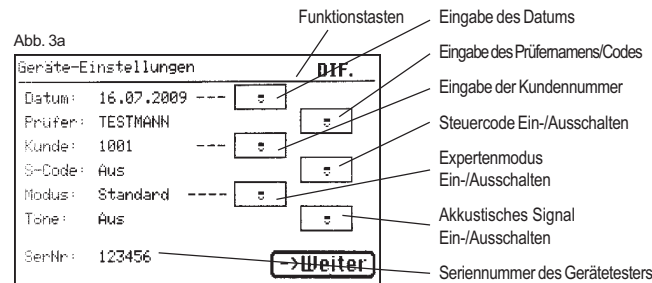 Funktionstasten
Eingabe des Datums
Abb. 3a
Eingabe des Prüfernamens/Codes
Geräte-Einstellungen DIF.
Eingabe der Kundennummer
Datum: 16.07.2009 ---
Prüfer: TESTMANN
Steuercode Ein-/Ausschalten
Kunde: 1001 ---
S-Code: Aus
Expertenmodus
Ein-/Ausschalten
Modus: Standard ----
Töne: Aus
Akkustisches Signal
Ein-/Ausschalten
SerNr: 123456
->Weiter
Seriennummer des Gerätetesters